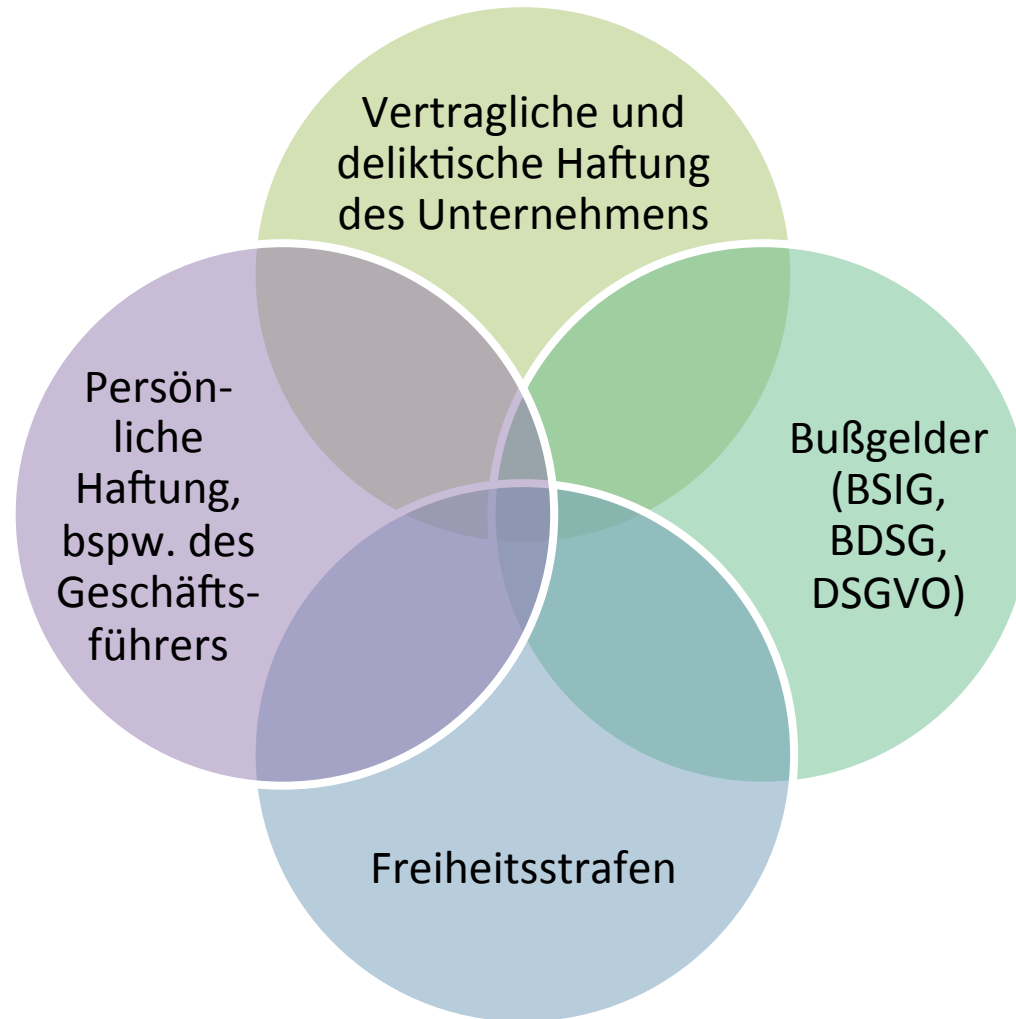 Vertragliche und
deliktische Haftung
des Unternehmens
Persön-
liche
Haftung,
bspw. des
Geschäfts-
führers
Bußgelder
(BSIG,
BDSG,
DSGVO)
Freiheitsstrafen